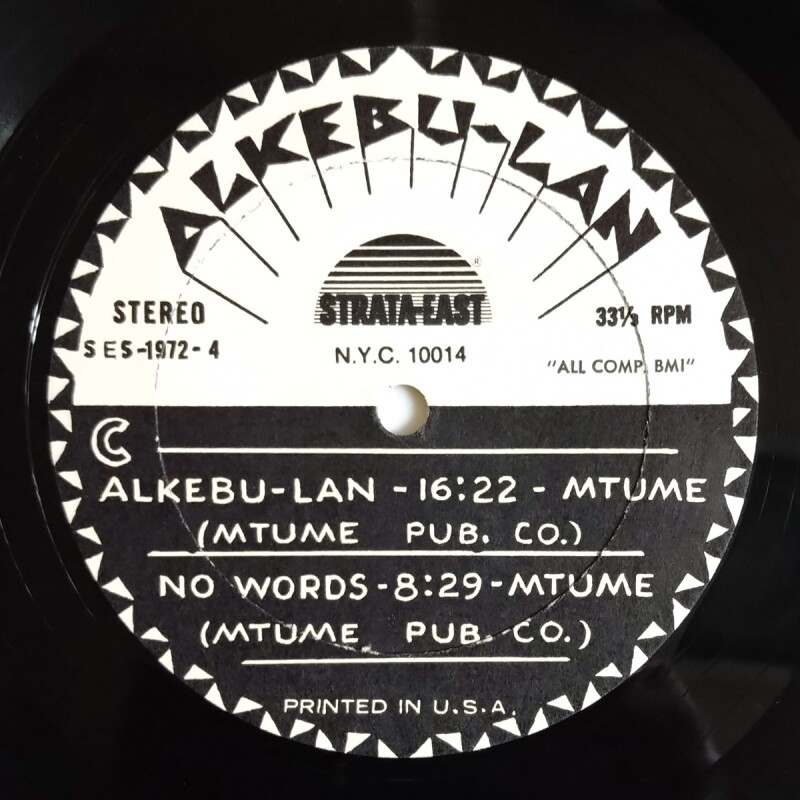 ALKEBU-LAN
STRATA-EAST ®
STEREO
33⅓ RPM
SES-1972-4
N.Y.C. 10014
"ALL COMP. BMI"
C
ALKEBU-LAN - 16:22 - MTUME
(MTUME PUB. CO.)
NO WORDS - 8:29 - MTUME
(MTUME PUB. CO.)
PRINTED IN U.S.A.